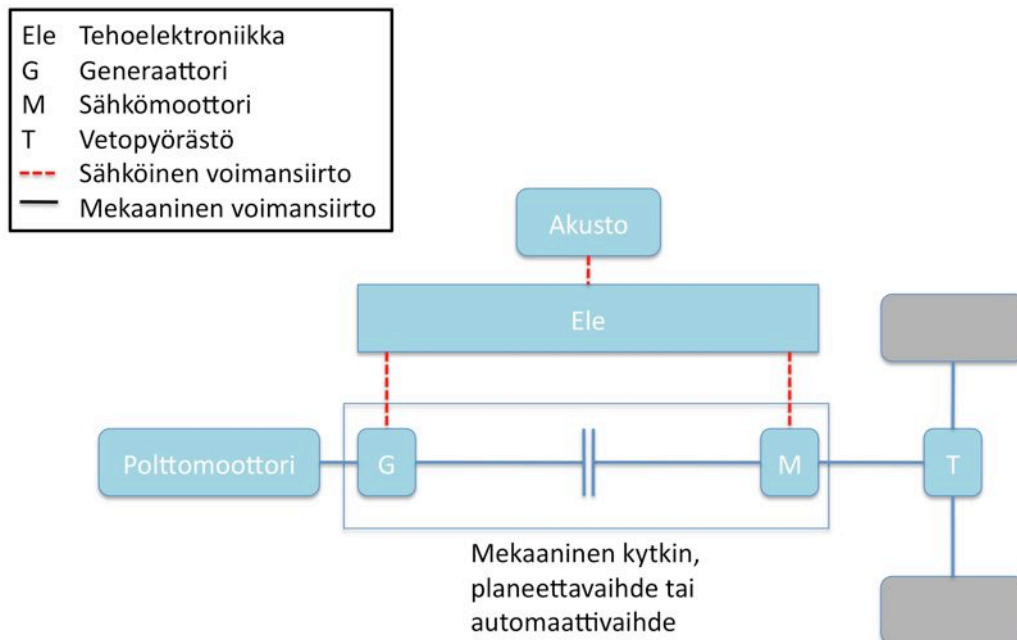 Ele Tehoelektroniikka
G Generaattori
M Sähkömoottori
T Vetopyörästö
Sähköinen voimansiirto
Mekaaninen voimansiirto
Akusto
Ele
Polttomoottori
G
M
T
Mekaaninen kytkin,
planeettavaihde tai
automaattivaihde